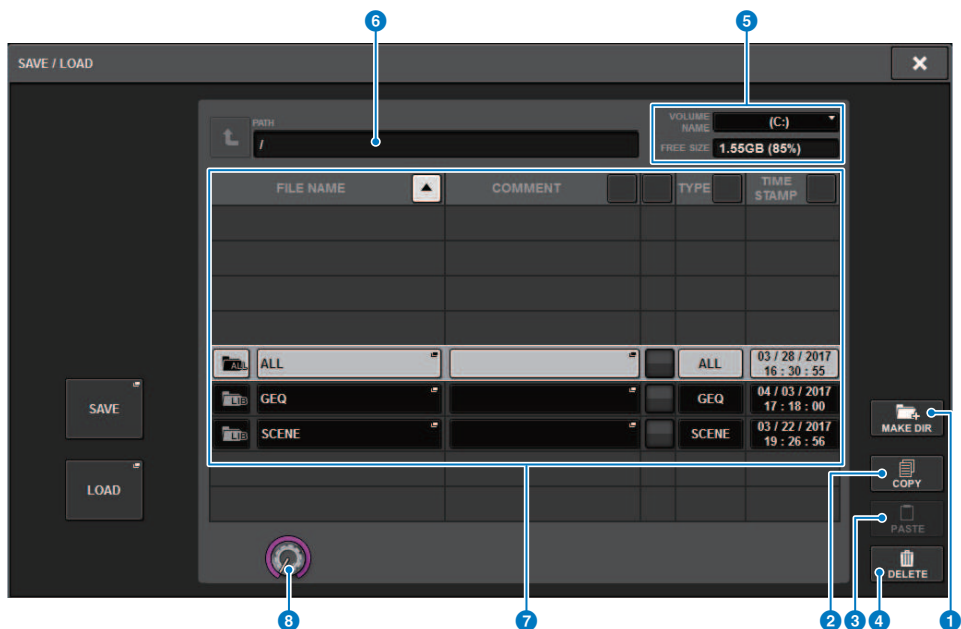 6
5
SAVE / LOAD
PATH
/
VOLUME NAME
(C:)
FREE SIZE
1.55GB (85%)
FILE NAME
COMMENT
TYPE
TIME STAMP
ALL
ALL
ALL
03 / 28 / 2017
16 : 30 : 55
LIB
GEQ
GEQ
04 / 03 / 2017
17 : 18 : 00
LIB
SCENE
SCENE
03 / 22 / 2017
19 : 26 : 56
SAVE
LOAD
MAKE DIR
COPY
PASTE
DELETE
8
7
2
3
4
1